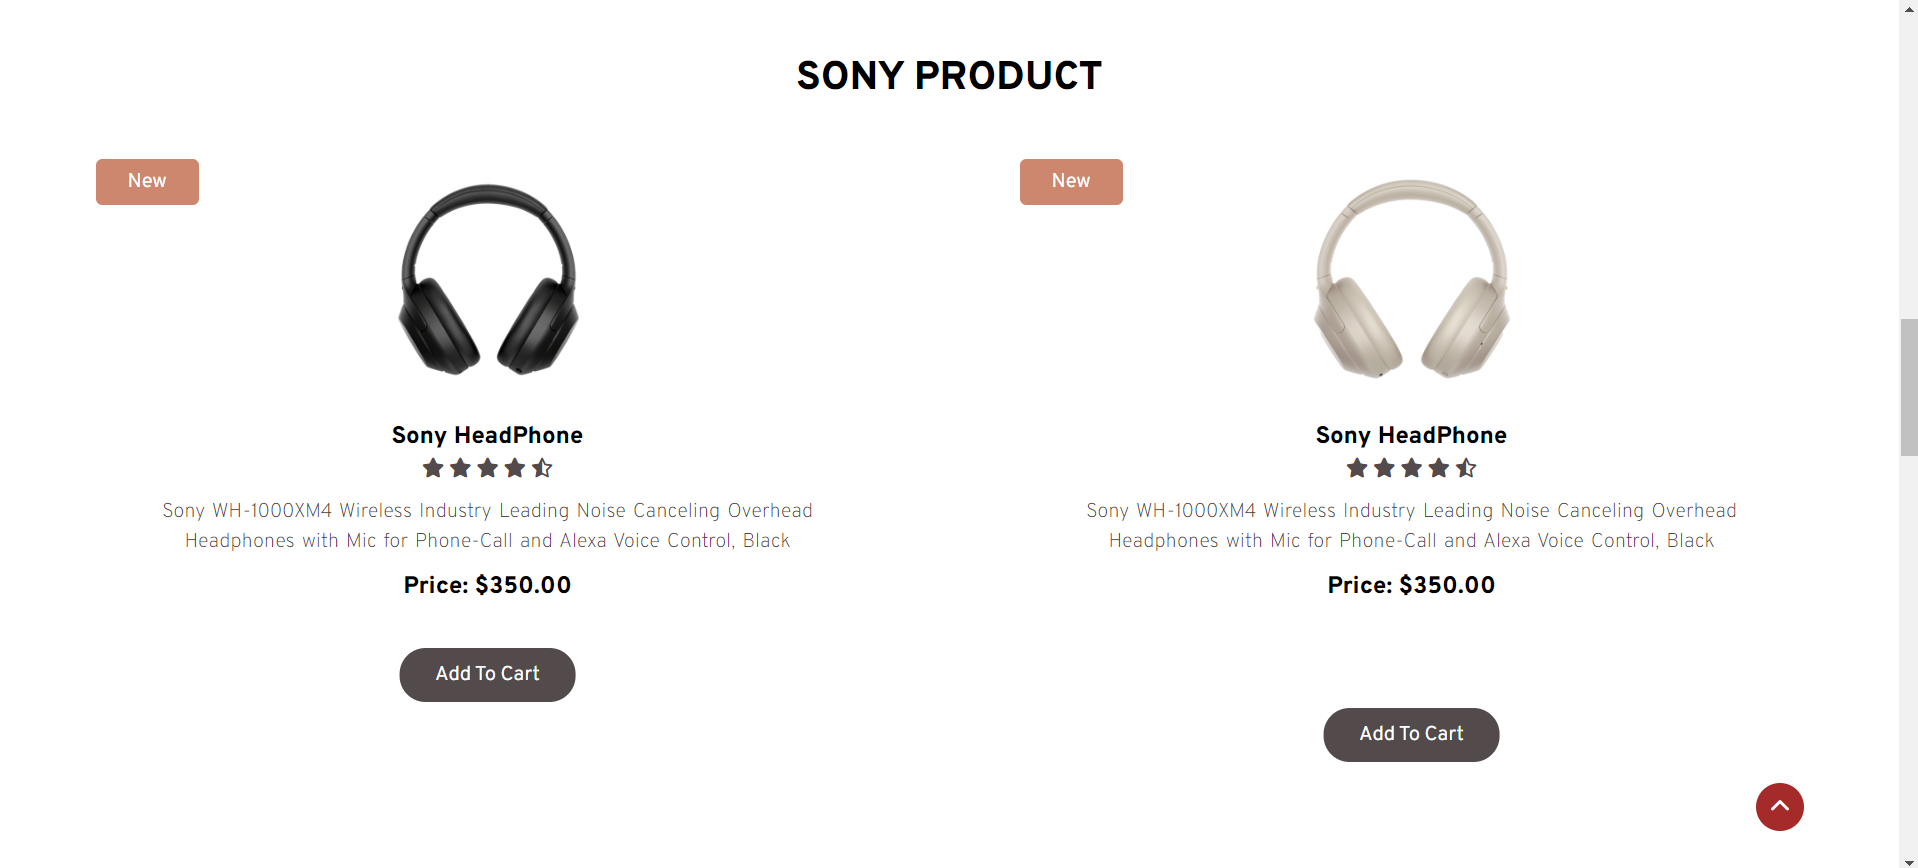 SONY PRODUCT
New
Sony HeadPhone
Sony WH-1000XM4 Wireless Industry Leading Noise Canceling Overhead
Headphones with Mic for Phone-Call and Alexa Voice Control, Black
Price: $350.00
Add To Cart
New
Sony HeadPhone
Sony WH-1000XM4 Wireless Industry Leading Noise Canceling Overhead
Headphones with Mic for Phone-Call and Alexa Voice Control, Black
Price: $350.00
Add To Cart